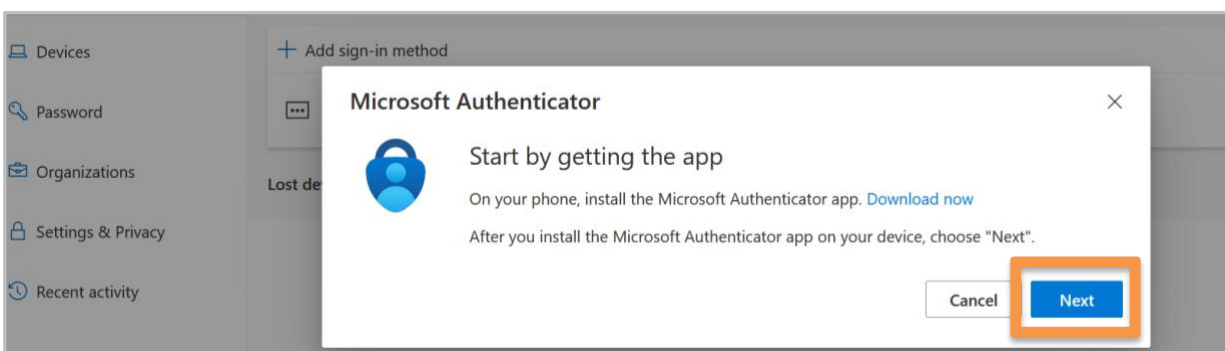 Devices
Password
Organizations
Settings & Privacy
Recent activity
+ Add sign-in method
Lost de
Microsoft Authenticator
Start by getting the app
On your phone, install the Microsoft Authenticator app. Download now
After you install the Microsoft Authenticator app on your device, choose "Next".
Cancel Next